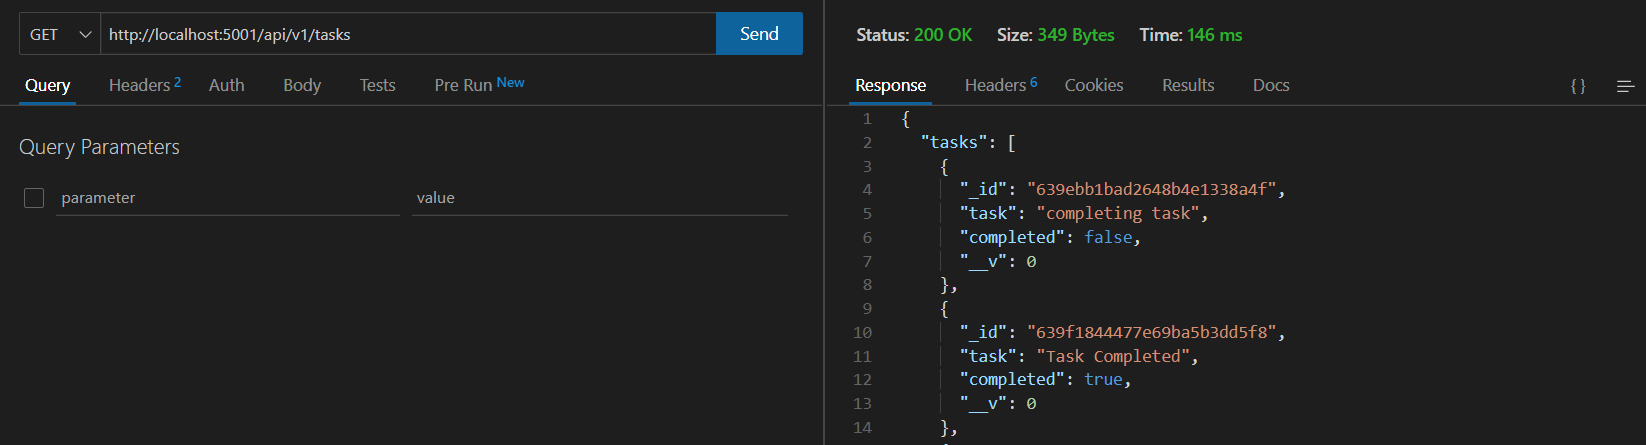 GET http://localhost:5001/api/v1/tasks Send
Query Headers 2 Auth Body Tests Pre Run New
Query Parameters
parameter value
Status: 200 OK Size: 349 Bytes Time: 146 ms
Response Headers 6 Cookies Results Docs {} 
1 {
2 "tasks": [
3 {
4 "_id": "639ebb1bad2648b4e1338a4f",
5 "task": "completing task",
6 "completed": false,
7 "__v": 0
8 },
9 {
10 "_id": "639f1844477e69ba5b3dd5f8",
11 "task": "Task Completed",
12 "completed": true,
13 "__v": 0
14 },